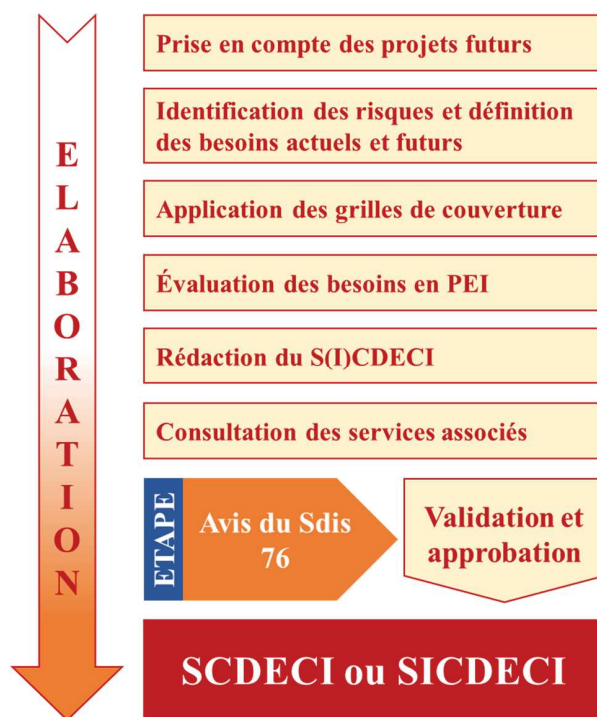 ELABORATION
Prise en compte des projets futurs
Identification des risques et définition
des besoins actuels et futurs
Application des grilles de couverture
Évaluation des besoins en PEI
Rédaction du S(I)CDECI
Consultation des services associés
ETAPE
Avis du Sdis
76
Validation et
approbation
SCDECI ou SICDECI